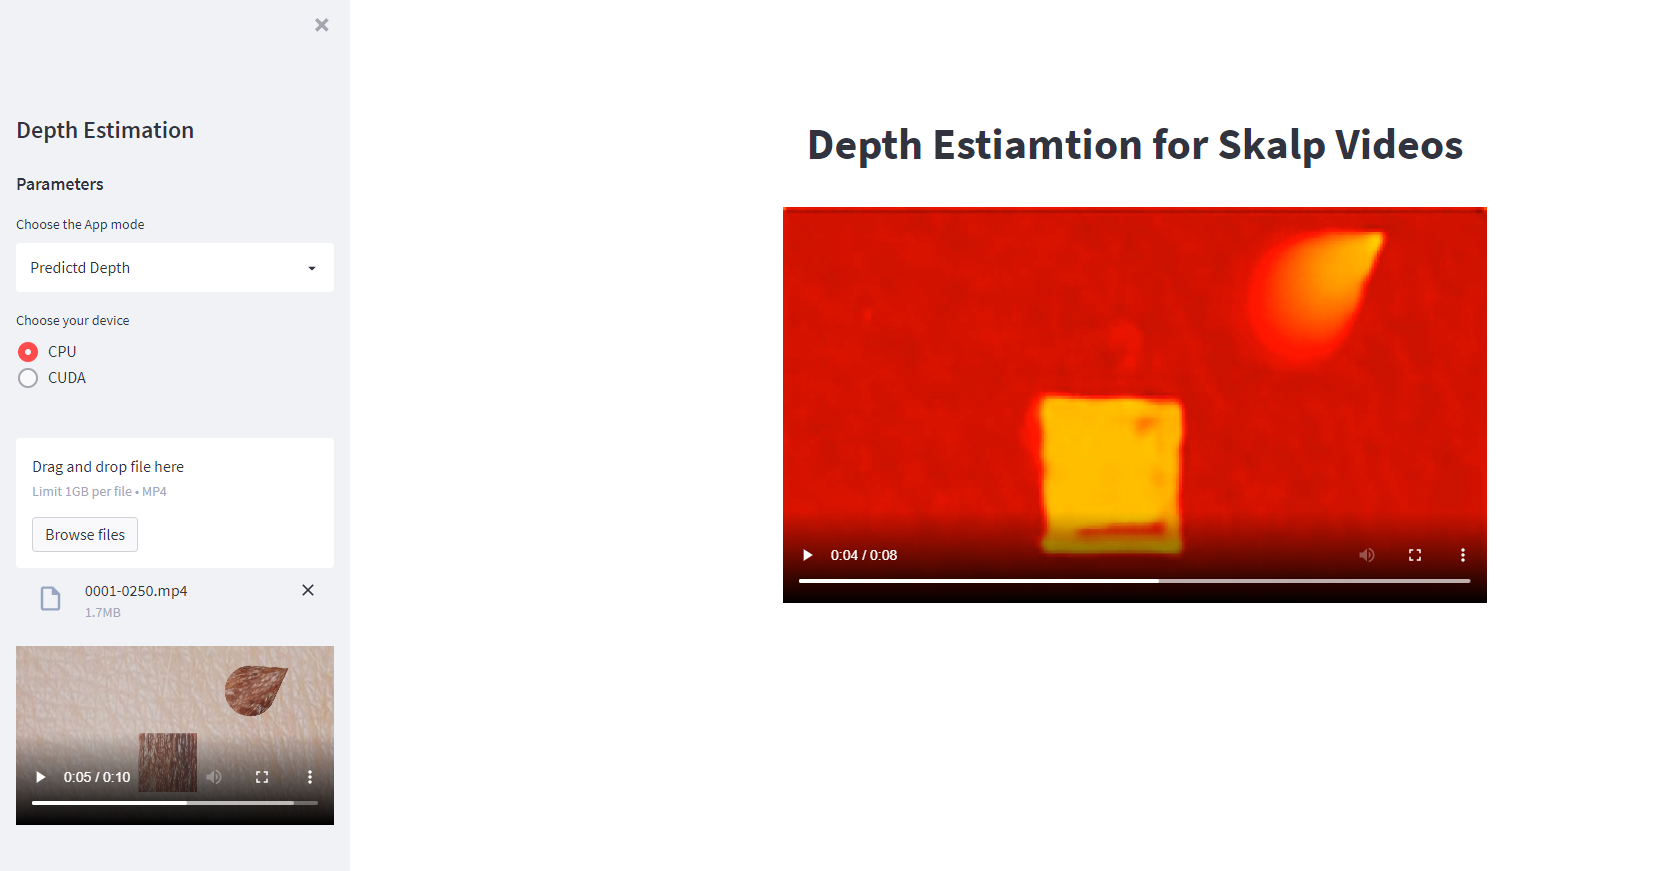 Depth Estimation
Parameters
Choose the App mode
Predictd Depth
Choose your device
CPU
CUDA
Drag and drop file here
Limit 1GB per file • MP4
Browse files
0001-0250.mp4
1.7MB
0:05 / 0:10
Depth Estiamtion for Skalp Videos
0:04 / 0:08